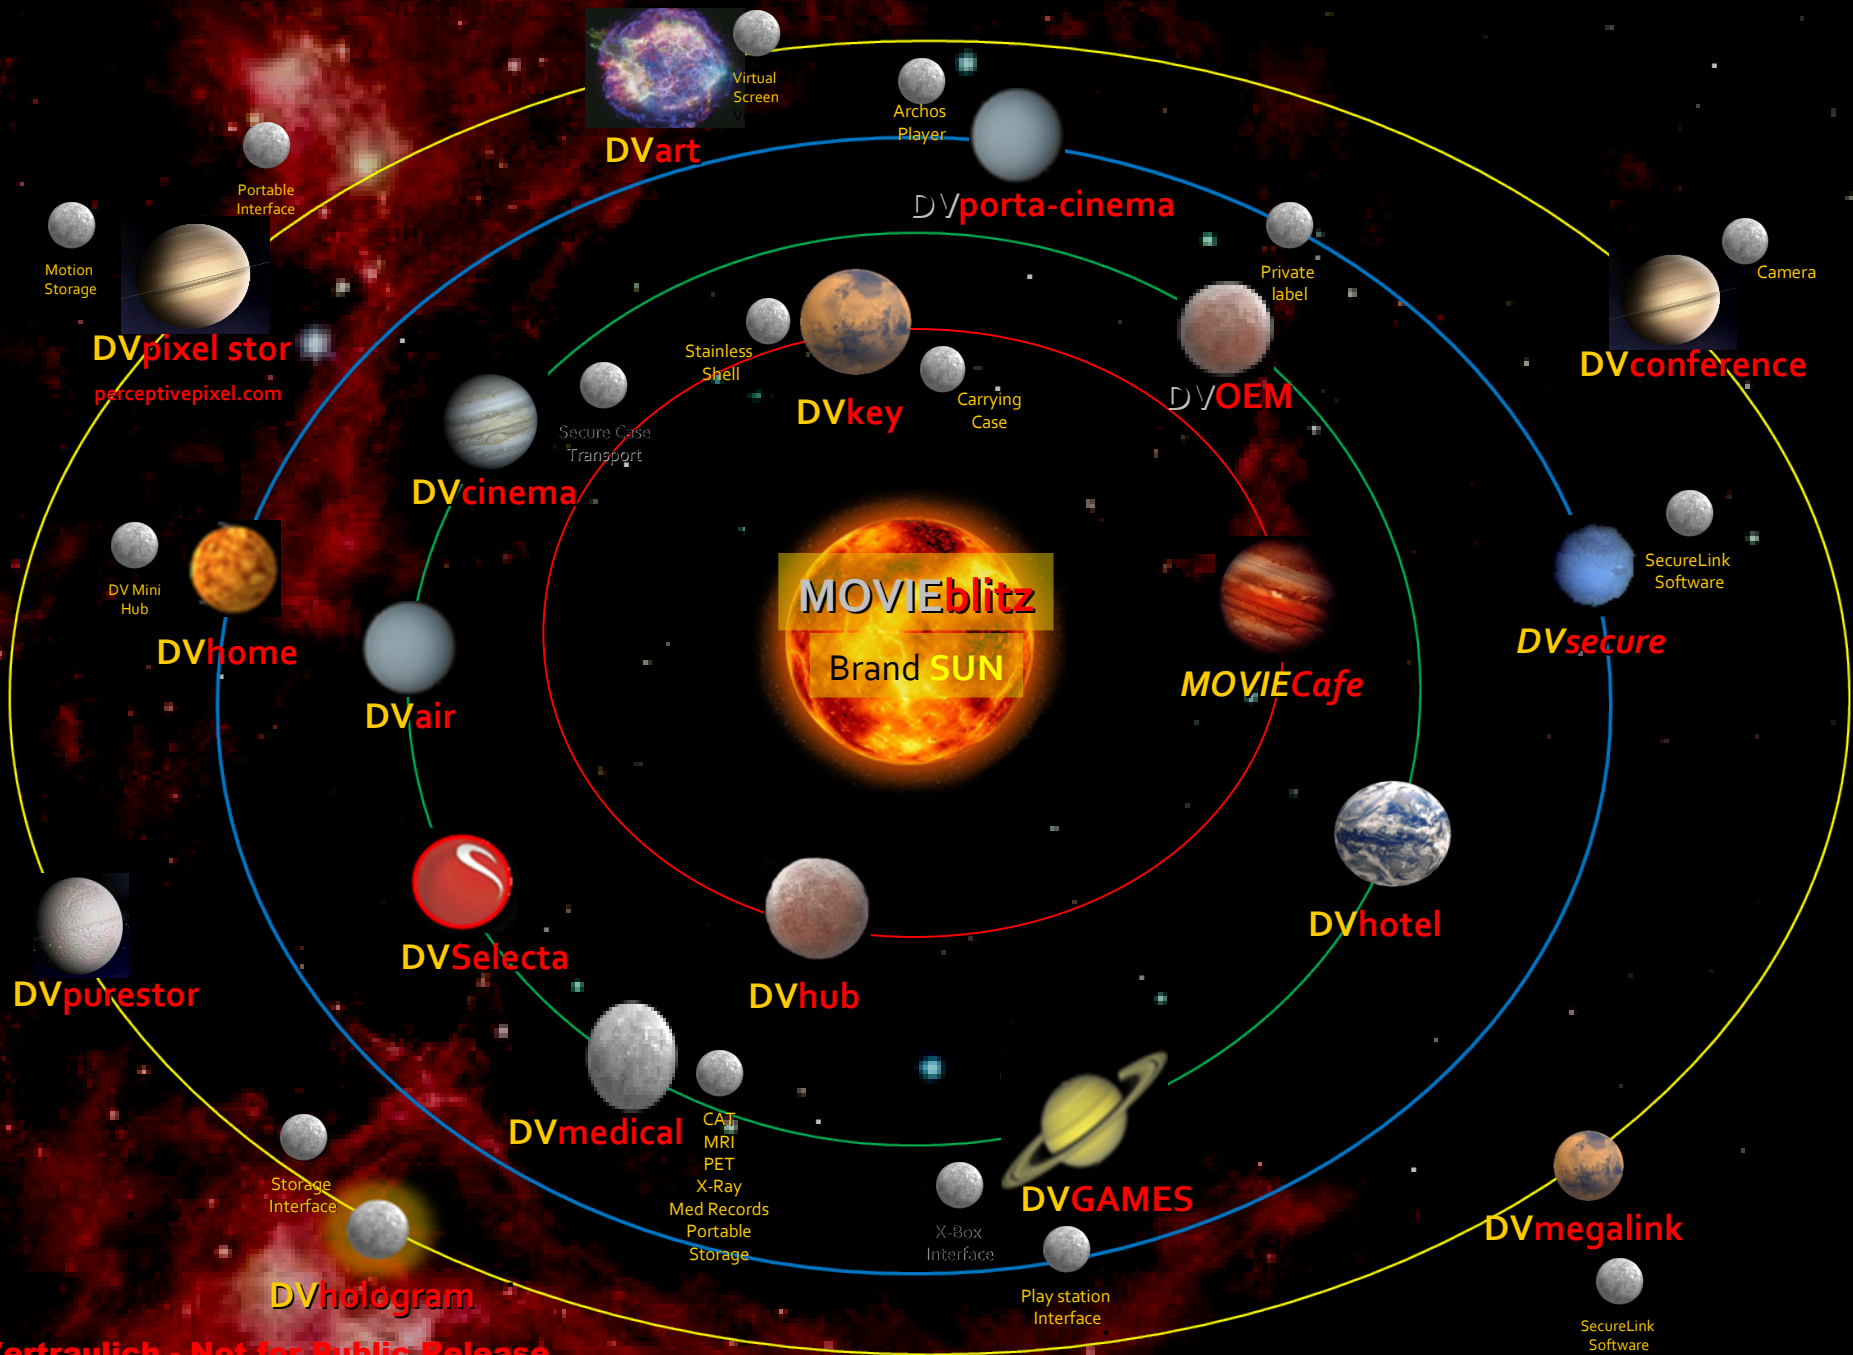 Virtual
Screen
DVart
Archos
Player
DVporta-cinema
Portable
Interface
Motion
Storage
DVpixel stor
perceptivepixel.com
Private
label
DVOEM
Camera
DVconference
Stainless
Shell
DVkey
Carrying
Case
Secure Case
Transport
DVcinema
DV Mini
Hub
DVhome
DVair
MOVIEblitz
Brand SUN
MOVIECafe
SecureLink
Software
DVsecure
DVhotel
DVSelecta
DVhub
DVpurestor
DVmedical
CAT
MRI
PET
X-Ray
Med Records
Portable
Storage
DVGAMES
X-Box
Interface
Play station
Interface
Storage
Interface
DVhologram
DVmegalink
SecureLink
Software
Vertraulich - Not for Public Release